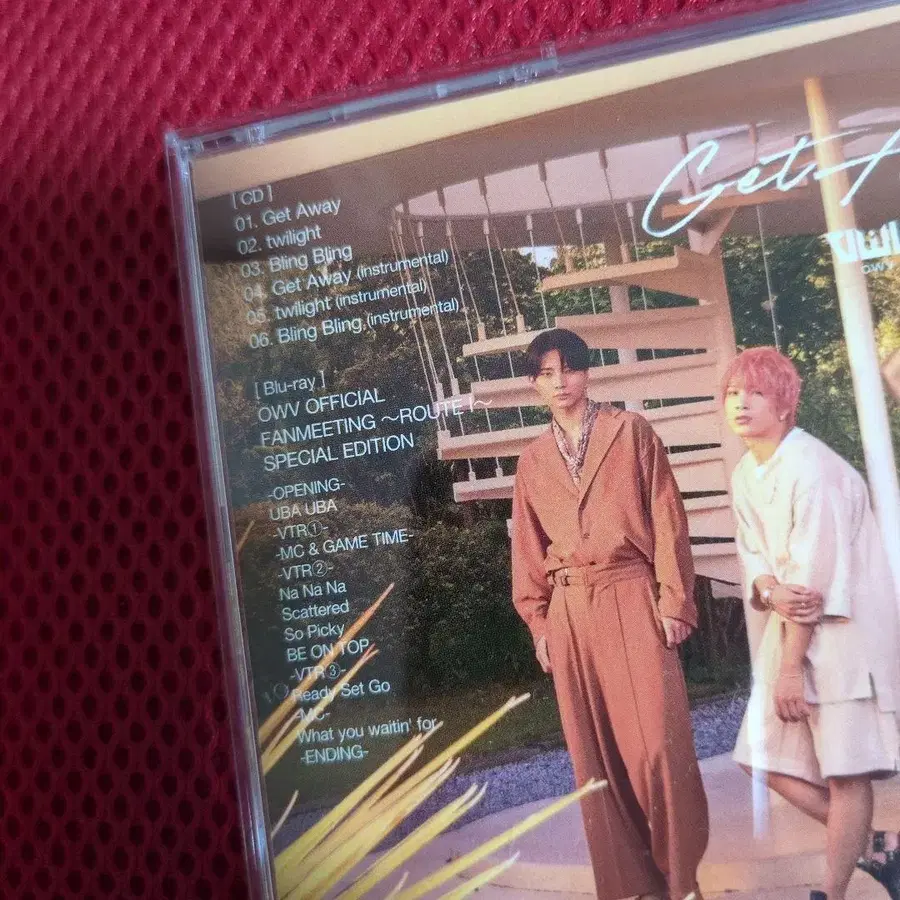 [ CD ]
01. Get Away
02. twilight
03. Bling Bling
04. Get Away (instrumental)
05. twilight (instrumental)
06. Bling Bling (instrumental)
[ Blu-ray ]
OWV OFFICIAL
FANMEETING ～ROUTE I～
SPECIAL EDITION
-OPENING-
UBA UBA
-VTR①-
-MC & GAME TIME-
-VTR②-
Na Na Na
Scattered
So Picky
BE ON TOP
-VTR③-
Ready Set Go
-MC-
What you waitin' for
-ENDING-
Get A
OWV